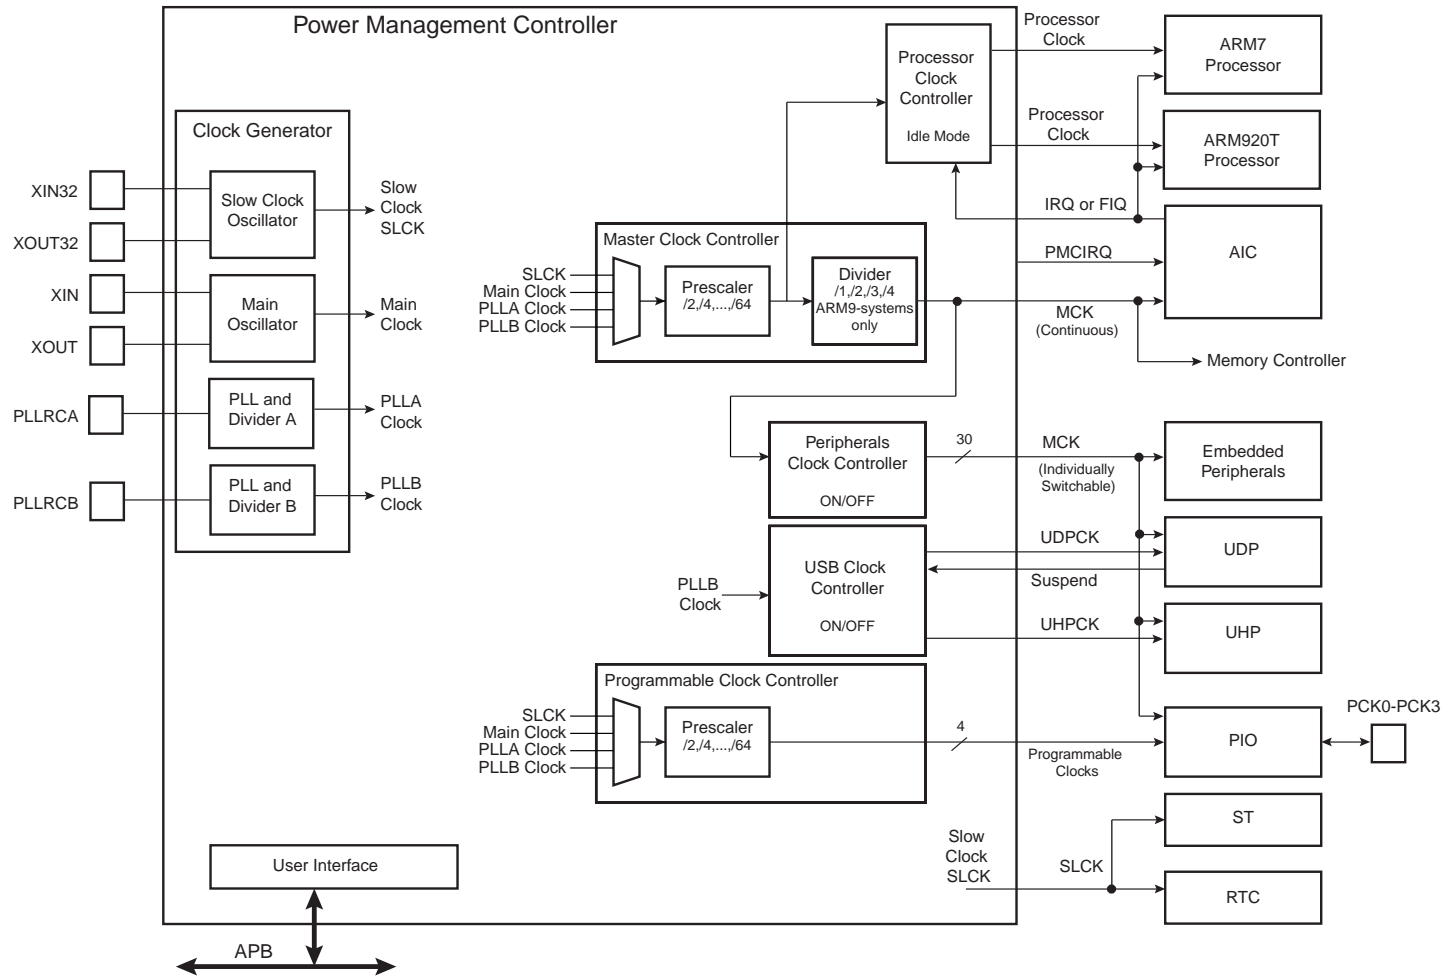 Power Management Controller
Processor
Clock
ARM7
Processor
Processor
Clock
Controller
Idle Mode
Processor
Clock
ARM920T
Processor
Clock Generator
XIN32
XOUT32
Slow Clock
Oscillator
Slow
Clock
SLCK
IRQ or FIQ
PMCIRQ
AIC
Master Clock Controller
SLCK
Main Clock
PLLA Clock
PLLB Clock
Prescaler
/2,/4,...,/64
Divider
/1,/2,/3,/4
ARM9-systems
only
MCK
(Continuous)
Memory Controller
XIN
XOUT
Main
Oscillator
Main
Clock
PLLRCA
PLL and
Divider A
PLLA
Clock
PLLRCB
PLL and
Divider B
PLLB
Clock
Peripherals
Clock Controller
ON/OFF
30
MCK
(Individually
Switchable)
Embedded
Peripherals
PLLB
Clock
USB Clock
Controller
ON/OFF
UDPCK
Suspend
UHPCK
UDP
UHP
Programmable Clock Controller
SLCK
Main Clock
PLLA Clock
PLLB Clock
Prescaler
/2,/4,...,/64
4
Programmable
Clocks
PIO
PCK0-PCK3
Slow
Clock
SLCK
SLCK
ST
RTC
User Interface
APB